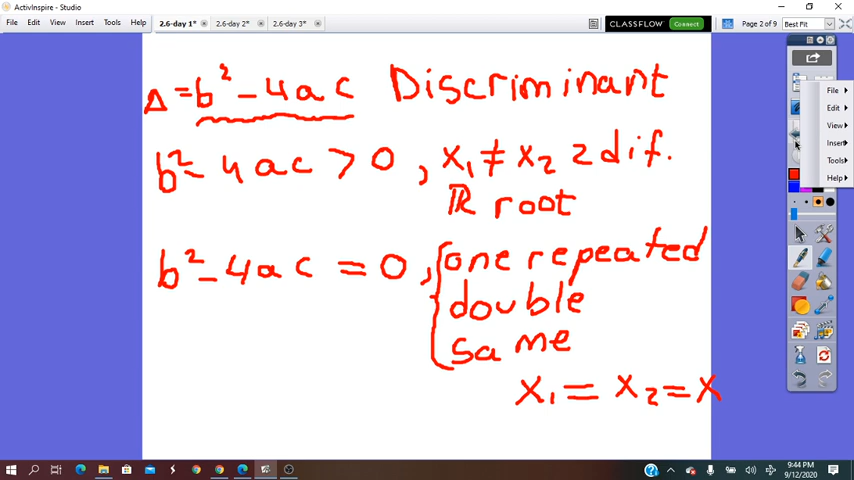 ActivInspire - Studio
File Edit View Insert Tools Help
2.6-day 1* 2.6-day 2* 2.6-day 3*
CLASSFLOW Connect
Page 2 of 9 Best Fit
Δ = b² - 4ac Discriminant
b² - 4ac > 0, x₁ ≠ x₂ 2 dif.
ℝ root
b² - 4ac = 0, { one repeated
double
same
x₁ = x₂ = x
File
Edit
View
Insert
Tools
Help
9:44 PM
9/12/2020